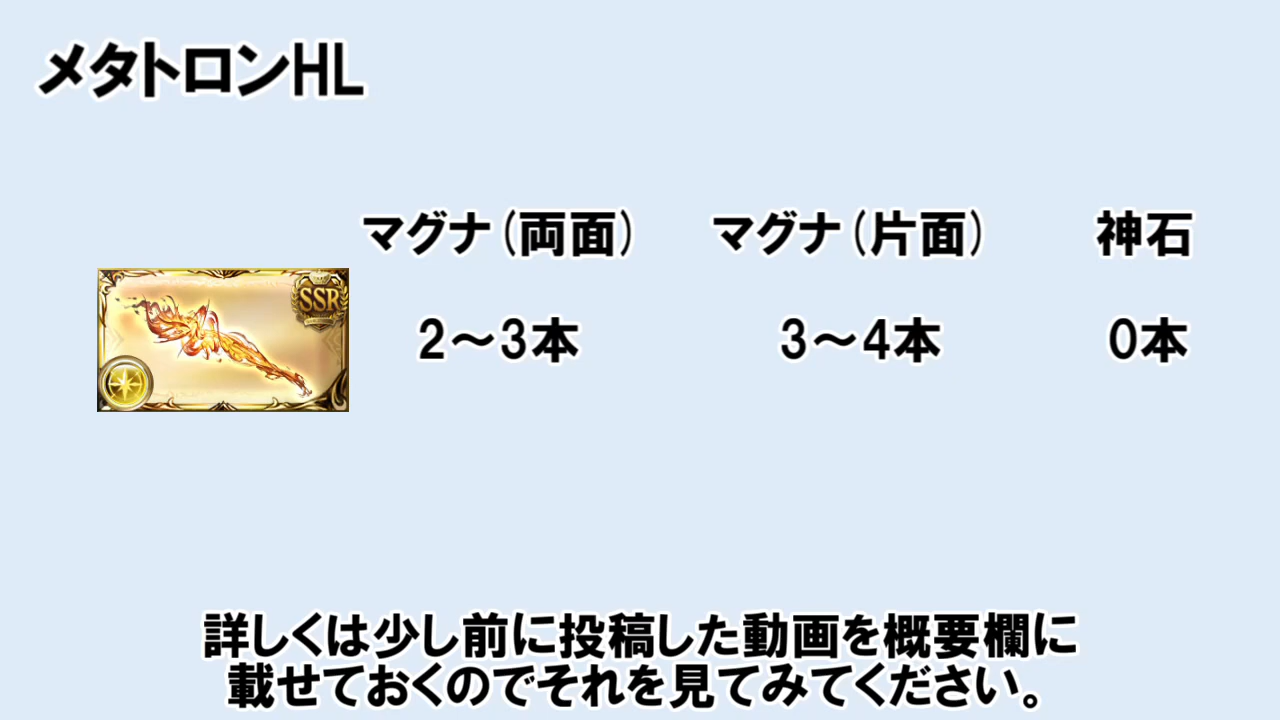 メタトロンHL
マグナ(両面) マグナ(片面) 神石
SSR
2～3本 3～4本 0本
詳しくは少し前に投稿した動画を概要欄に
載せておくのでそれを見てみてください。